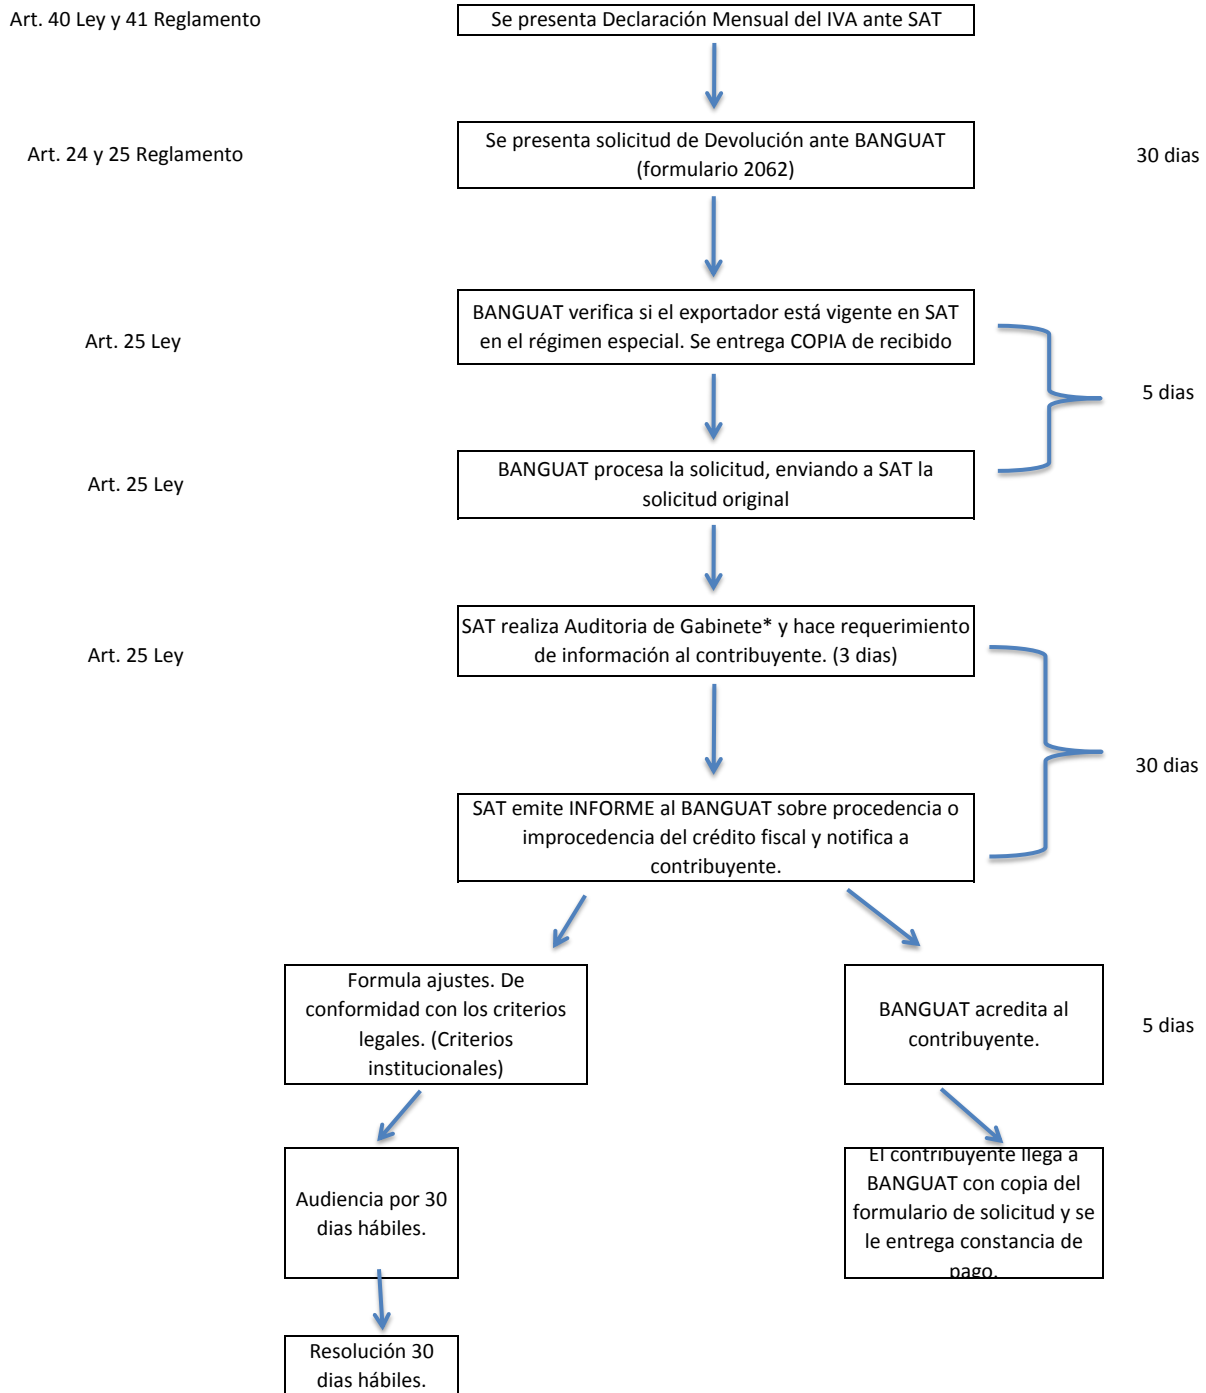 Art. 40 Ley y 41 Reglamento
Se presenta Declaración Mensual del IVA ante SAT
Art. 24 y 25 Reglamento
Se presenta solicitud de Devolución ante BANGUAT
(formulario 2062)
30 dias
Art. 25 Ley
BANGUAT verifica si el exportador está vigente en SAT
en el régimen especial. Se entrega COPIA de recibido
5 dias
Art. 25 Ley
BANGUAT procesa la solicitud, enviando a SAT la
solicitud original
Art. 25 Ley
SAT realiza Auditoria de Gabinete* y hace requerimiento
de información al contribuyente. (3 dias)
30 dias
SAT emite INFORME al BANGUAT sobre procedencia o
improcedencia del crédito fiscal y notifica a
contribuyente.
Formula ajustes. De
conformidad con los criterios
legales. (Criterios
institucionales)
BANGUAT acredita al
contribuyente.
5 dias
Audiencia por 30
dias hábiles.
El contribuyente llega a
BANGUAT con copia del
formulario de solicitud y se
le entrega constancia de
pago.
Resolución 30
dias hábiles.